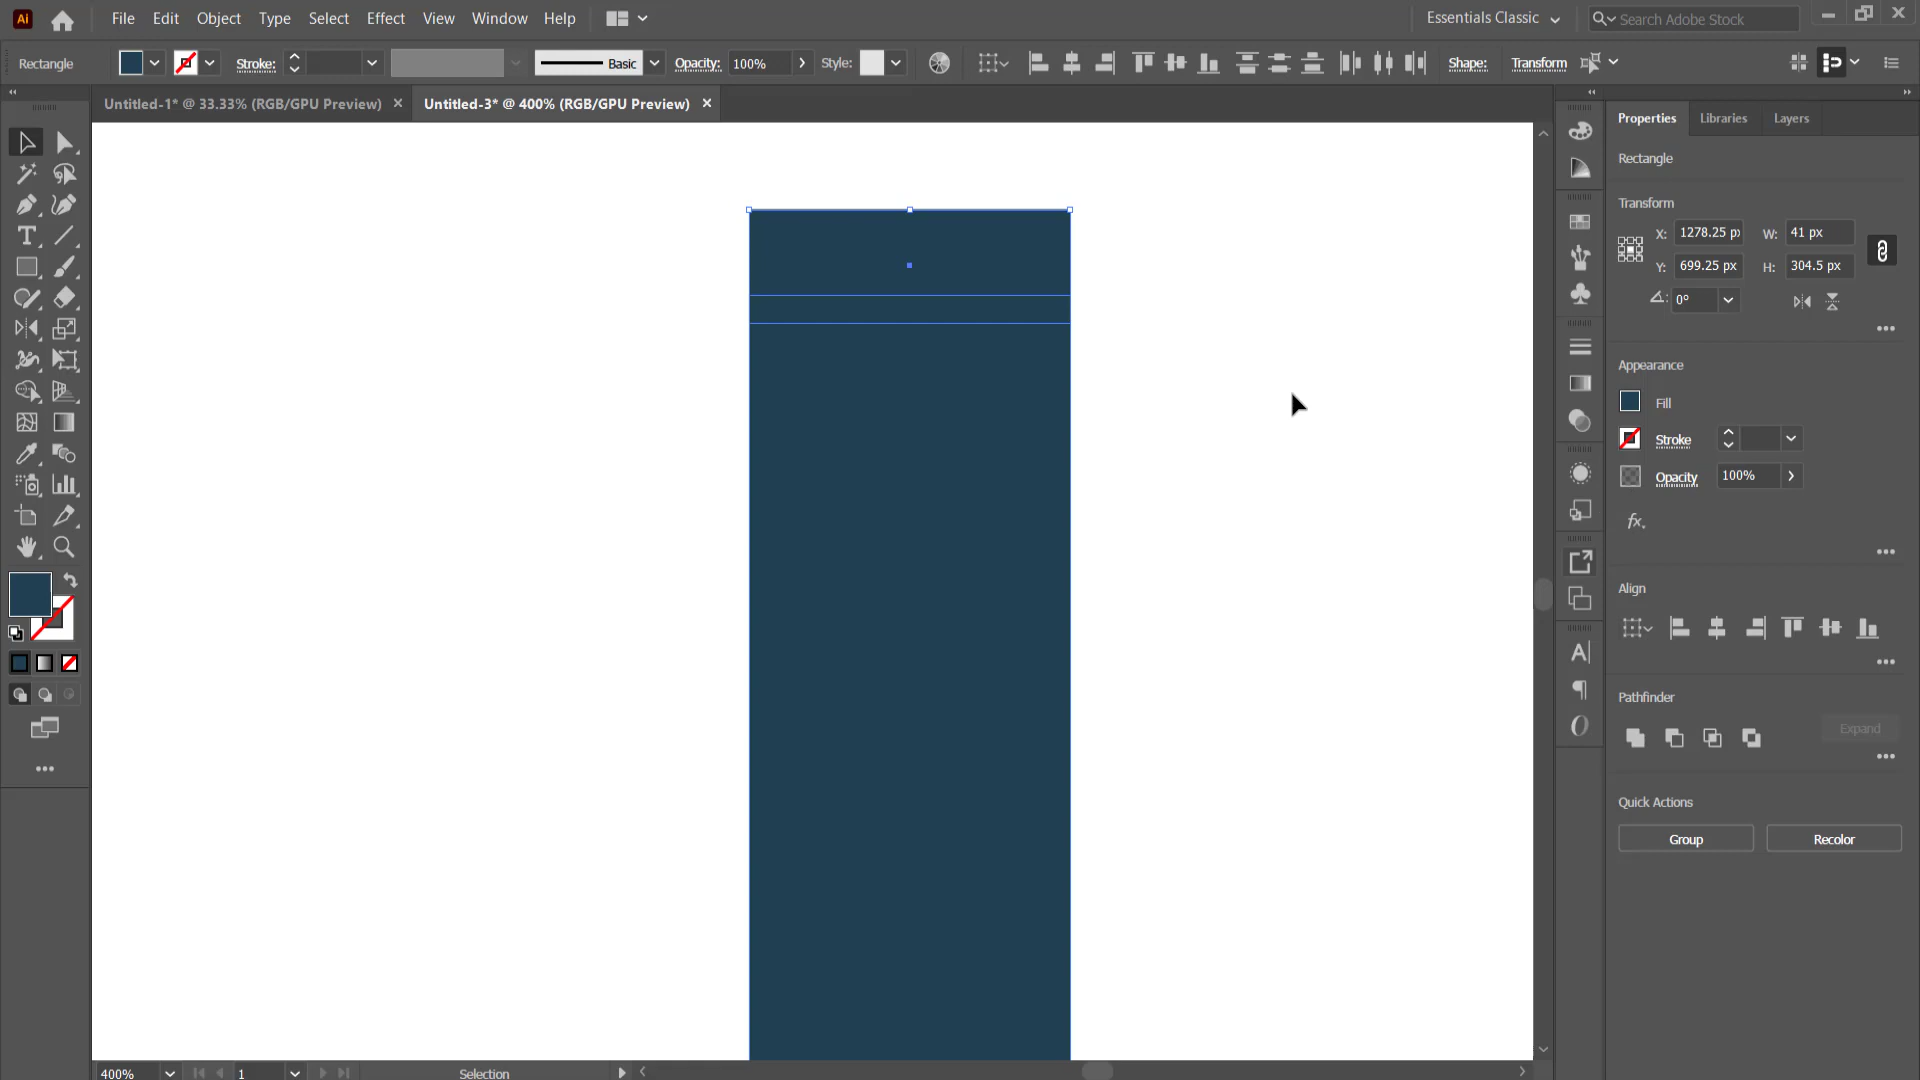 Ai File Edit Object Type Select Effect View Window Help Essentials Classic Search Adobe Stock
Rectangle Stroke: Basic Opacity: 100% Style: Shape: Transform
Untitled-1* @ 33.33% (RGB/GPU Preview) × Untitled-3* @ 400% (RGB/GPU Preview) ×
Properties Libraries Layers
Rectangle
Transform
X: 1278.25 px W: 41 px
Y: 699.25 px H: 304.5 px
0°
Appearance
Fill
Stroke
Opacity 100%
fx.
Align
Pathfinder
Expand
Quick Actions
Group Recolor
400% 1 Selection